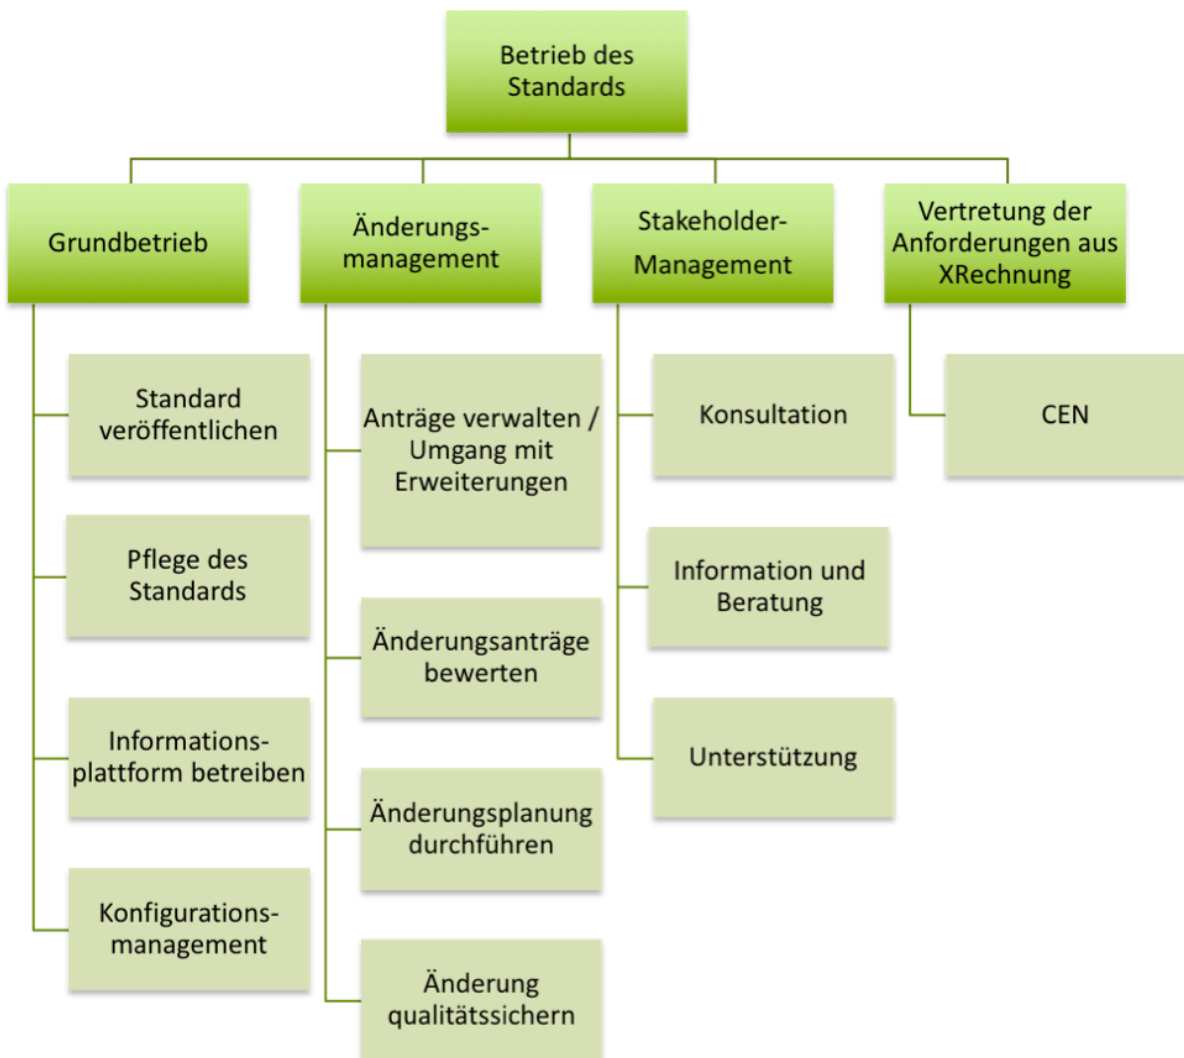 Betrieb des
Standards
Grundbetrieb
Änderungs-
management
Stakeholder-
Management
Vertretung der
Anforderungen aus
XRechnung
Standard
veröffentlichen
Pflege des
Standards
Informations-
plattform betreiben
Konfigurations-
management
Anträge verwalten /
Umgang mit
Erweiterungen
Änderungsanträge
bewerten
Änderungsplanung
durchführen
Änderung
qualitätssichern
Konsultation
Information und
Beratung
Unterstützung
CEN